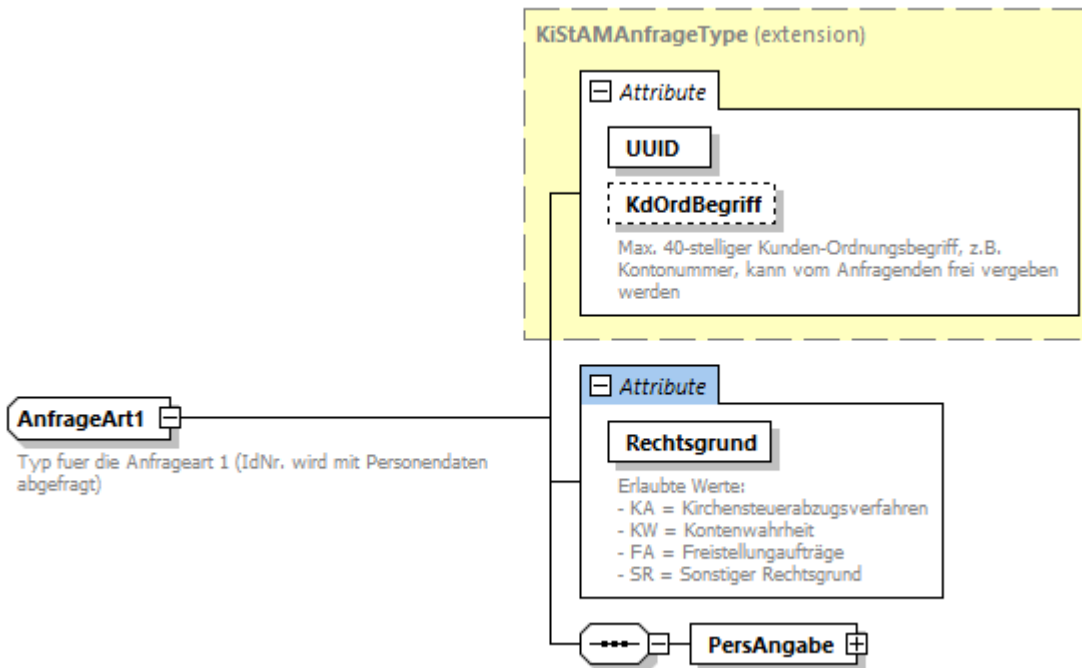 KiStAMAnfrageType (extension)
Attribute
UUID
KdOrdBegriff
Max. 40-stelliger Kunden-Ordnungsbegriff, z.B.
Kontonummer, kann vom Anfragenden frei vergeben
werden
Attribute
AnfrageArt1
Typ fuer die Anfrageart 1 (IdNr. wird mit Personendaten
abgefragt)
Rechtsgrund
Erlaubte Werte:
- KA = Kirchensteuerabzugsverfahren
- KW = Kontenwahrheit
- FA = Freistellungaufträge
- SR = Sonstiger Rechtsgrund
PersAngabe